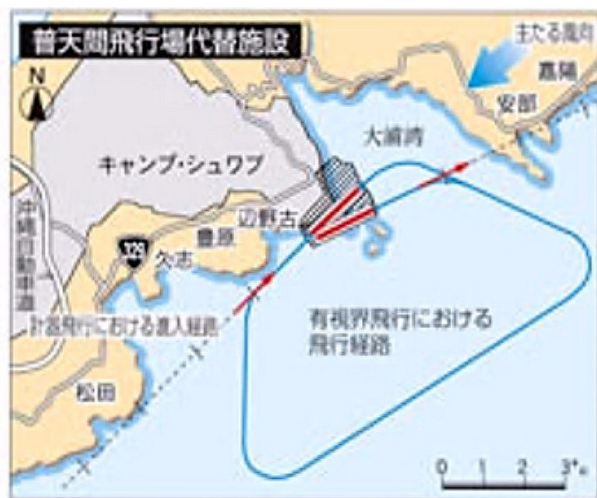 普天間飛行場代替施設
N
主たる風向
嘉陽
安部
大浦湾
キャンプ・シュワブ
辺野古
豊原
久志
329
沖縄自動車道
計器飛行における進入経路
有視界飛行における
飛行経路
松田
0 1 2 3㌔